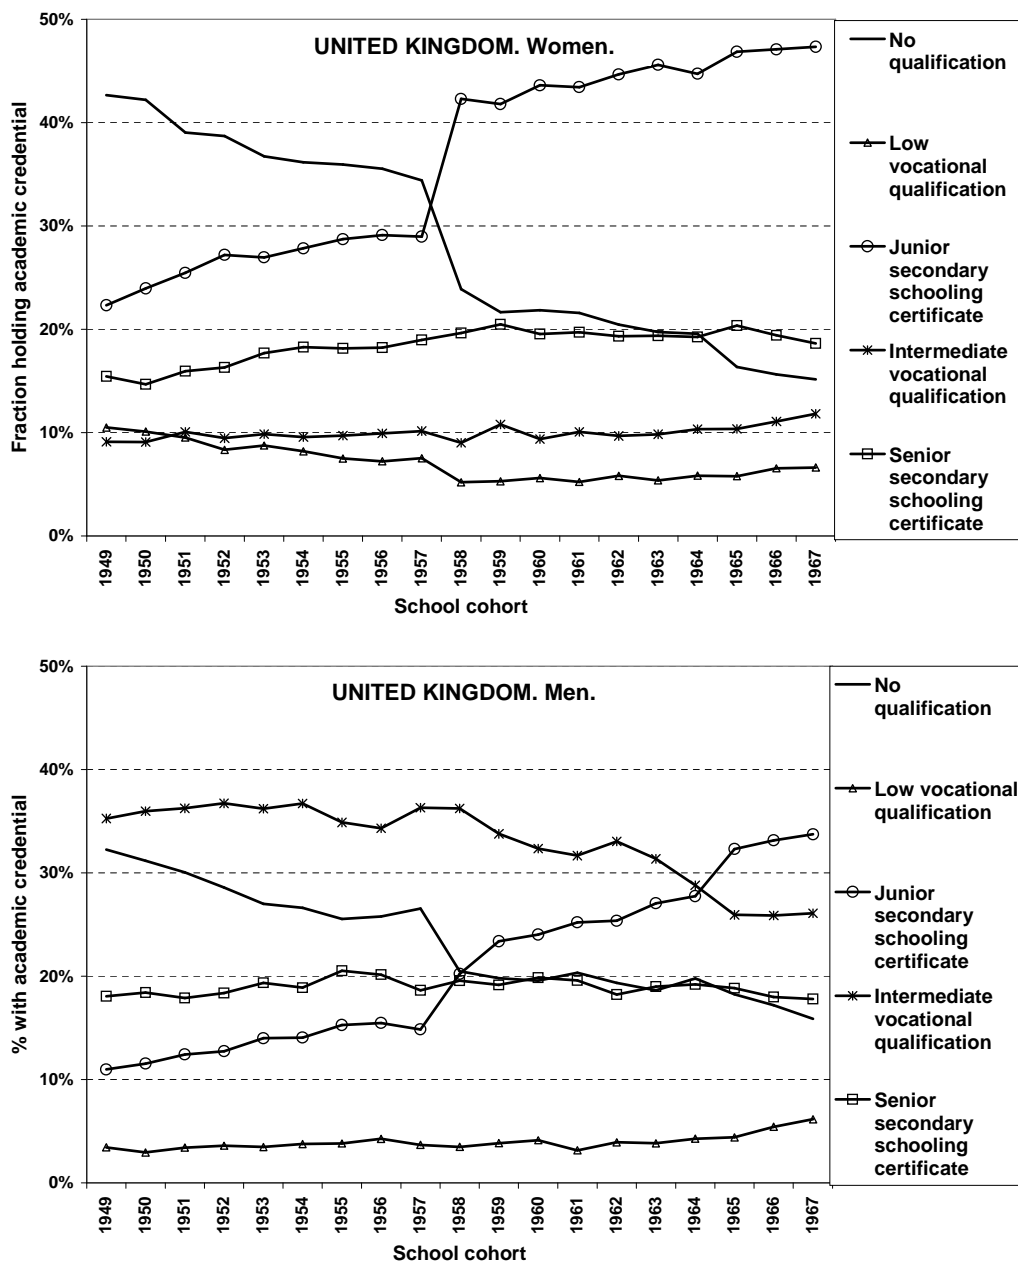 UNITED KINGDOM. Women.
Fraction holding academic credential
50%
40%
30%
20%
10%
0%
1949
1950
1951
1952
1953
1954
1955
1956
1957
1958
1959
1960
1961
1962
1963
1964
1965
1966
1967
School cohort
No
qualification
Low
vocational
qualification
Junior
secondary
schooling
certificate
Intermediate
vocational
qualification
Senior
secondary
schooling
certificate
UNITED KINGDOM. Men.
% with academic credential
50%
40%
30%
20%
10%
0%
1949
1950
1951
1952
1953
1954
1955
1956
1957
1958
1959
1960
1961
1962
1963
1964
1965
1966
1967
School cohort
No
qualification
Low vocational
qualification
Junior
secondary
schooling
certificate
Intermediate
vocational
qualification
Senior
secondary
schooling
certificate